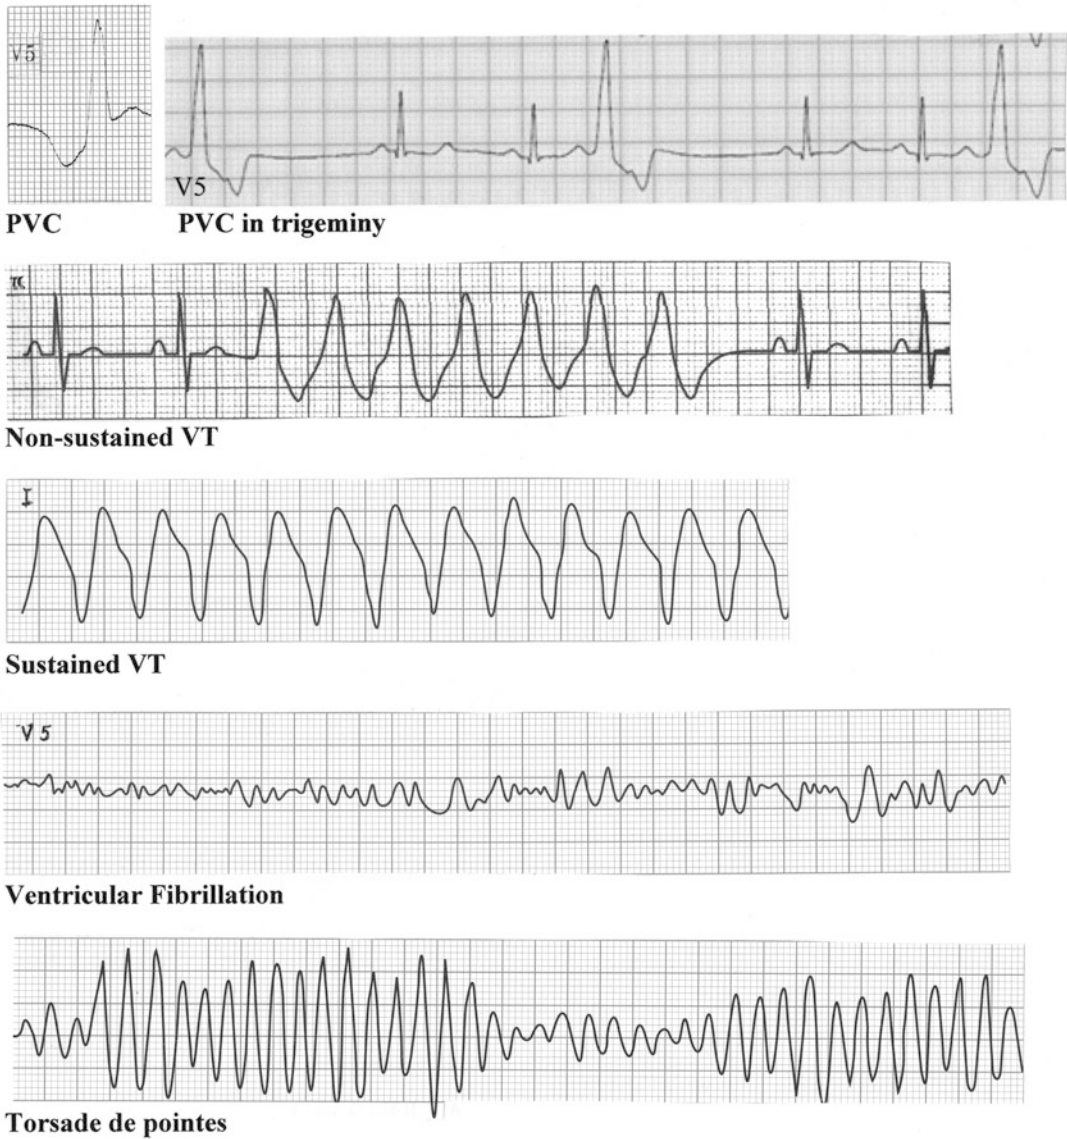 V5
V5
PVC
PVC in trigeminy
II
Non-sustained VT
I
Sustained VT
V5
Ventricular Fibrillation
Torsade de pointes